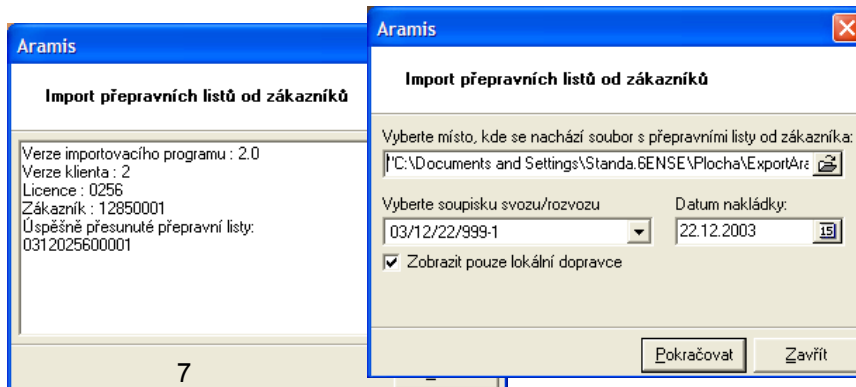 Aramis
Import přepravních listů od zákazníků
Verze importovacího programu : 2.0
Verze klienta : 2
Licence : 0256
Zákazník : 12850001
Úspěšně přesunuté přepravní listy:
0312025600001
7
Aramis
Import přepravních listů od zákazníků
Vyberte místo, kde se nachází soubor s přepravními listy od zákazníka:
"C:\Documents and Settings\Standa.6ENSE\Plocha\ExportAra
Vyberte soupisku svozu/rozvozu Datum nakládky:
03/12/22/999-1 22.12.2003 15
Zobrazit pouze lokální dopravce
Pokračovat Zavřít